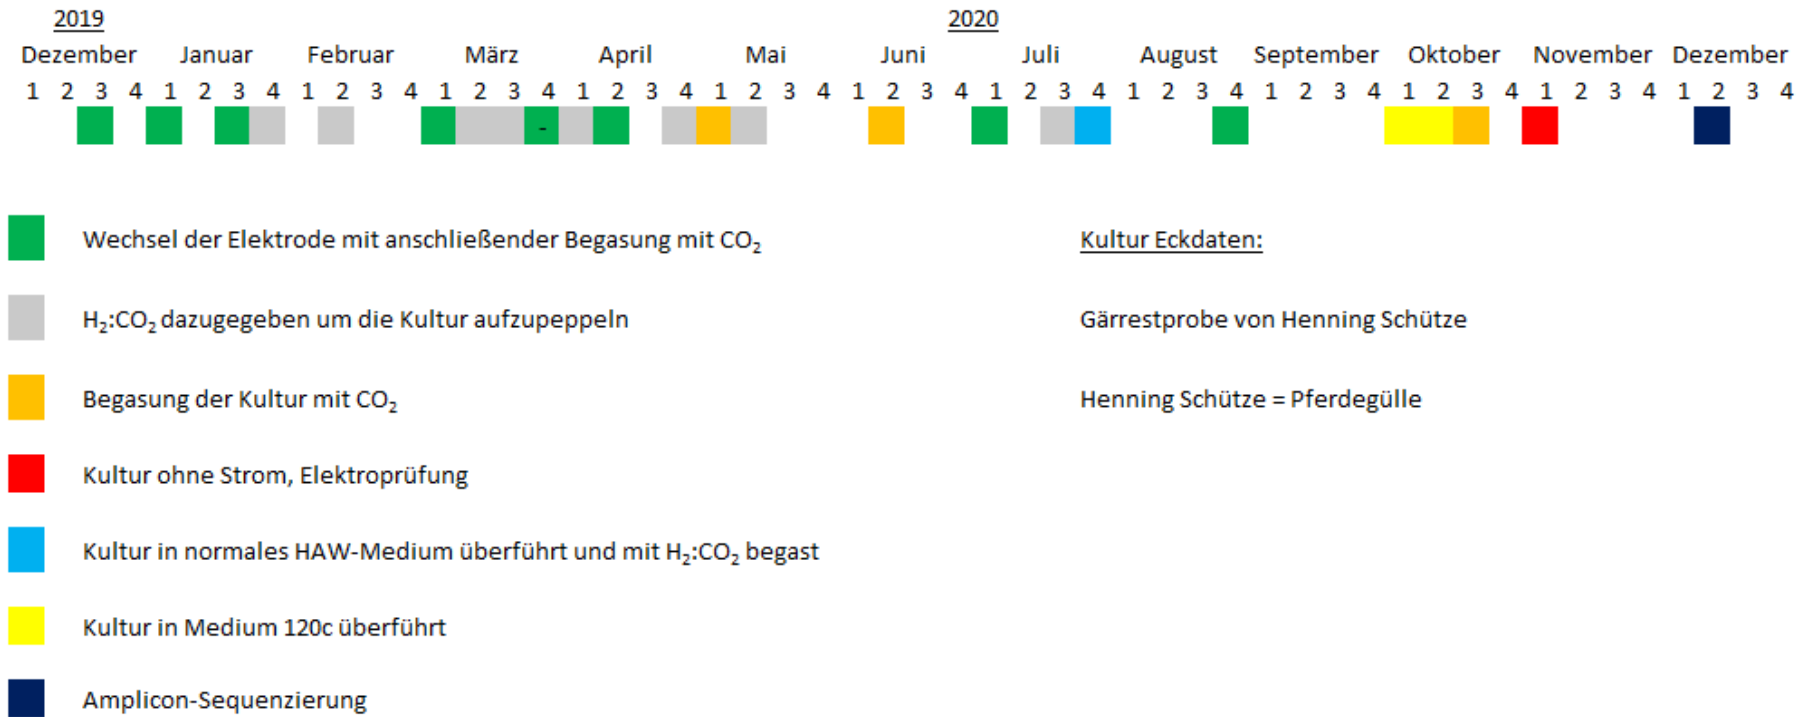 2019 2020
Dezember Januar Februar März April Mai Juni Juli August September Oktober November Dezember
1 2 3 4 1 2 3 4 1 2 3 4 1 2 3 4 1 2 3 4 1 2 3 4 1 2 3 4 1 2 3 4 1 2 3 4 1 2 3 4 1 2 3 4 1 2 3 4 1 2 3 4
-
Wechsel der Elektrode mit anschließender Begasung mit CO₂
H₂:CO₂ dazugegeben um die Kultur aufzupeppeln
Begasung der Kultur mit CO₂
Kultur ohne Strom, Elektroprüfung
Kultur in normales HAW-Medium überführt und mit H₂:CO₂ begast
Kultur in Medium 120c überführt
Amplicon-Sequenzierung
Kultur Eckdaten:
Gärrestprobe von Henning Schütze
Henning Schütze = Pferdegülle